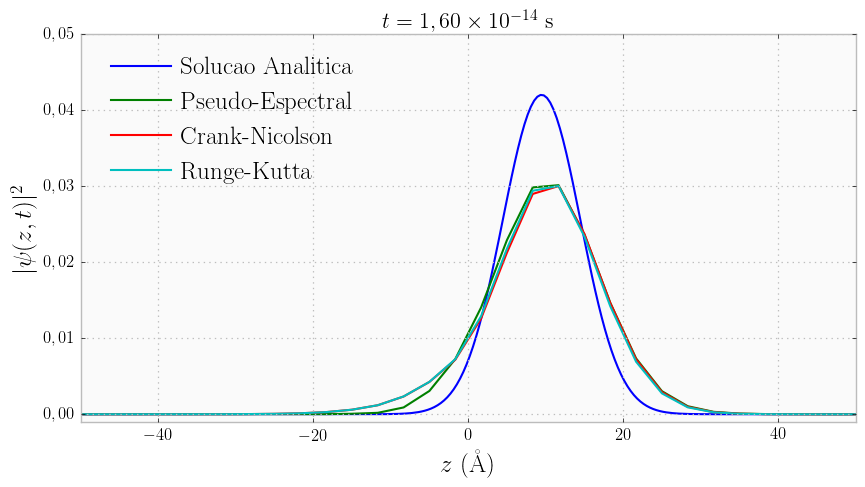 t = 1,60 × 10⁻¹⁴ s
0,05
0,04
0,03
0,02
0,01
0,00
|ψ(z, t)|²
Solucao Analitica
Pseudo-Espectral
Crank-Nicolson
Runge-Kutta
−40 −20 0 20 40
z (Å)